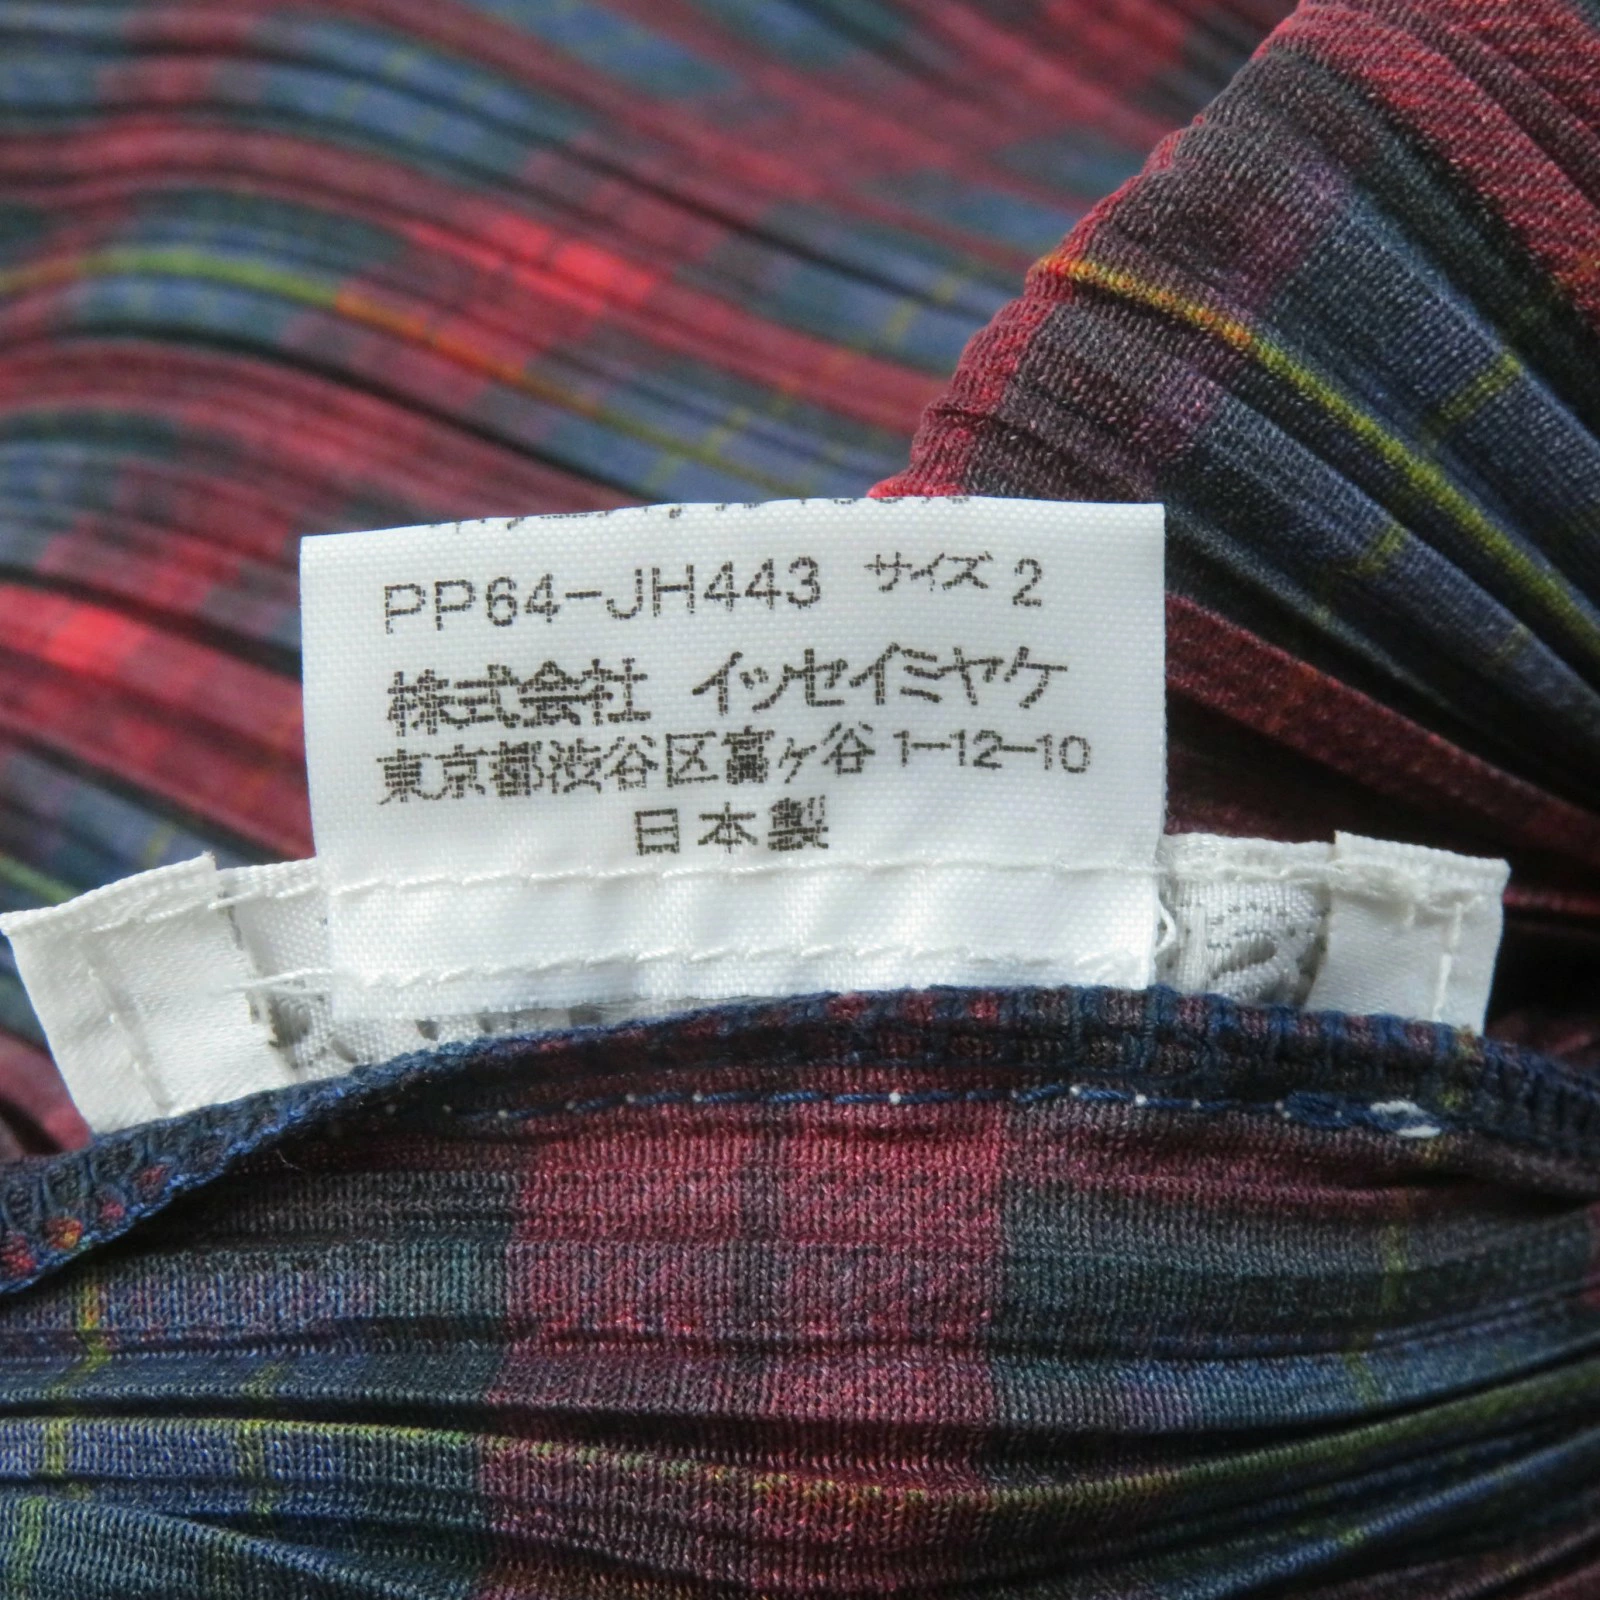 PP64-JH443 サイズ 2
株式会社 イッセイミヤケ
東京都渋谷区富ヶ谷 1-12-10
日本製